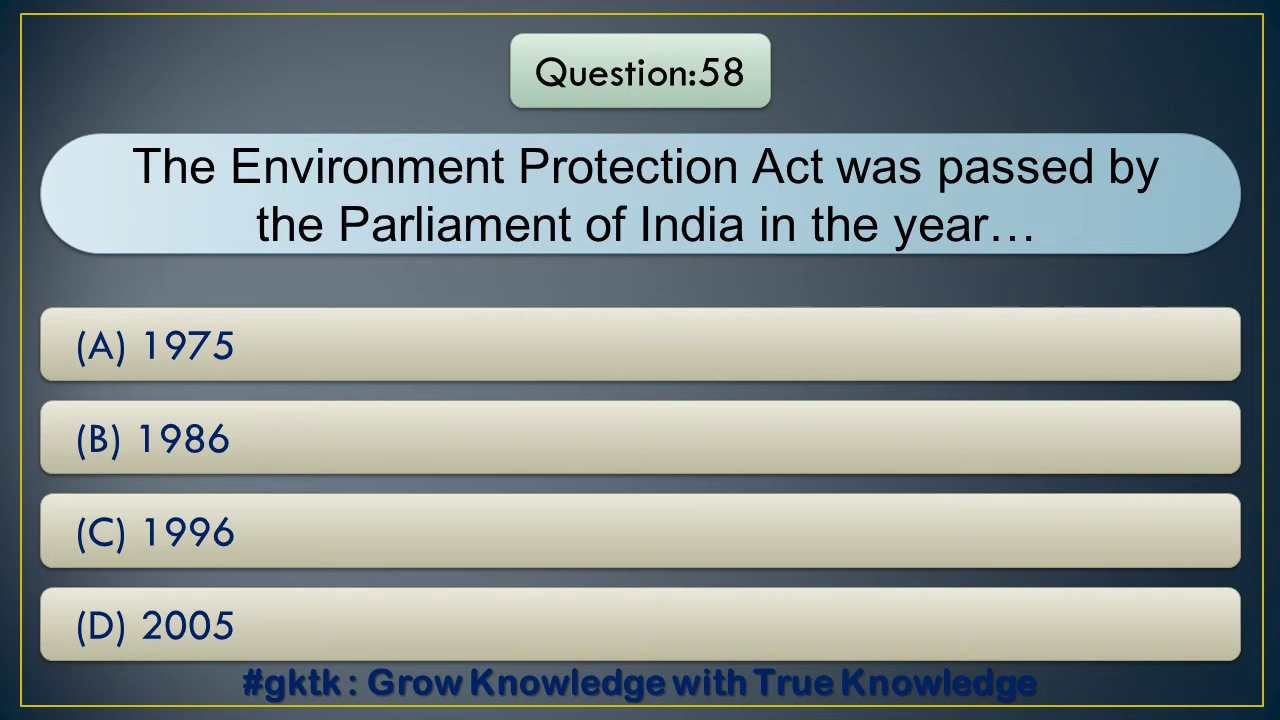 Question:58
The Environment Protection Act was passed by
the Parliament of India in the year…
(A) 1975
(B) 1986
(C) 1996
(D) 2005
#gktk : Grow Knowledge with True Knowledge